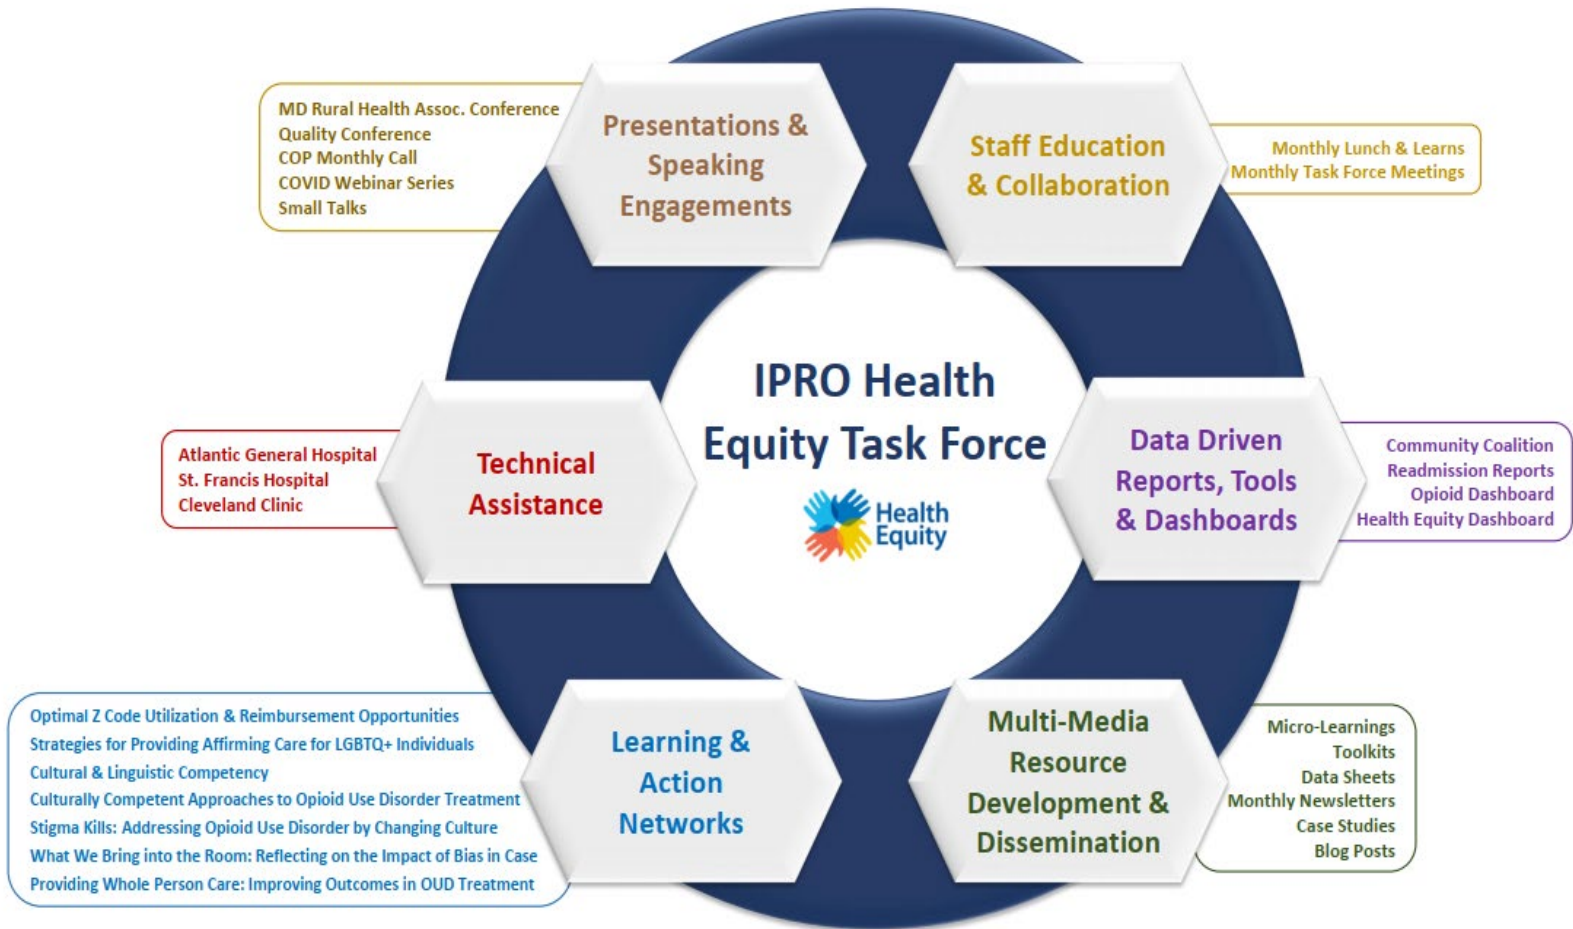 MD Rural Health Assoc. Conference
Quality Conference
COP Monthly Call
COVID Webinar Series
Small Talks
Presentations &
Speaking
Engagements
Staff Education
& Collaboration
Monthly Lunch & Learns
Monthly Task Force Meetings
IPRO Health
Equity Task Force
Health
Equity
Atlantic General Hospital
St. Francis Hospital
Cleveland Clinic
Technical
Assistance
Data Driven
Reports, Tools
& Dashboards
Community Coalition
Readmission Reports
Opioid Dashboard
Health Equity Dashboard
Optimal Z Code Utilization & Reimbursement Opportunities
Strategies for Providing Affirming Care for LGBTQ+ Individuals
Cultural & Linguistic Competency
Culturally Competent Approaches to Opioid Use Disorder Treatment
Stigma Kills: Addressing Opioid Use Disorder by Changing Culture
What We Bring into the Room: Reflecting on the Impact of Bias in Case
Providing Whole Person Care: Improving Outcomes in OUD Treatment
Learning &
Action
Networks
Multi-Media
Resource
Development &
Dissemination
Micro-Learnings
Toolkits
Data Sheets
Monthly Newsletters
Case Studies
Blog Posts